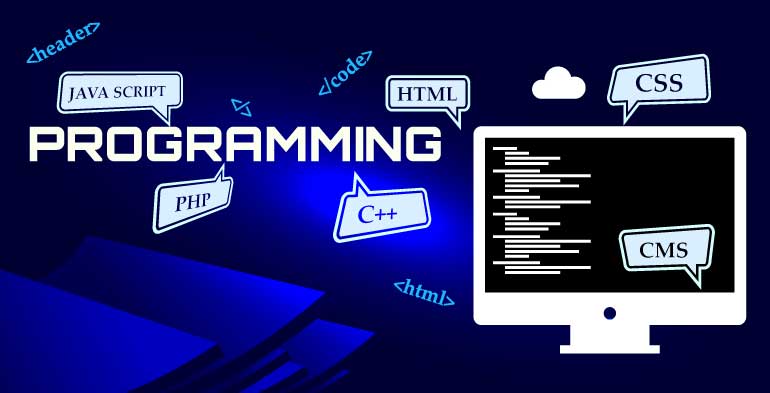 <header>
</code>
JAVA SCRIPT
HTML
CSS
</>
PROGRAMMING
PHP
C++
CMS
<html>